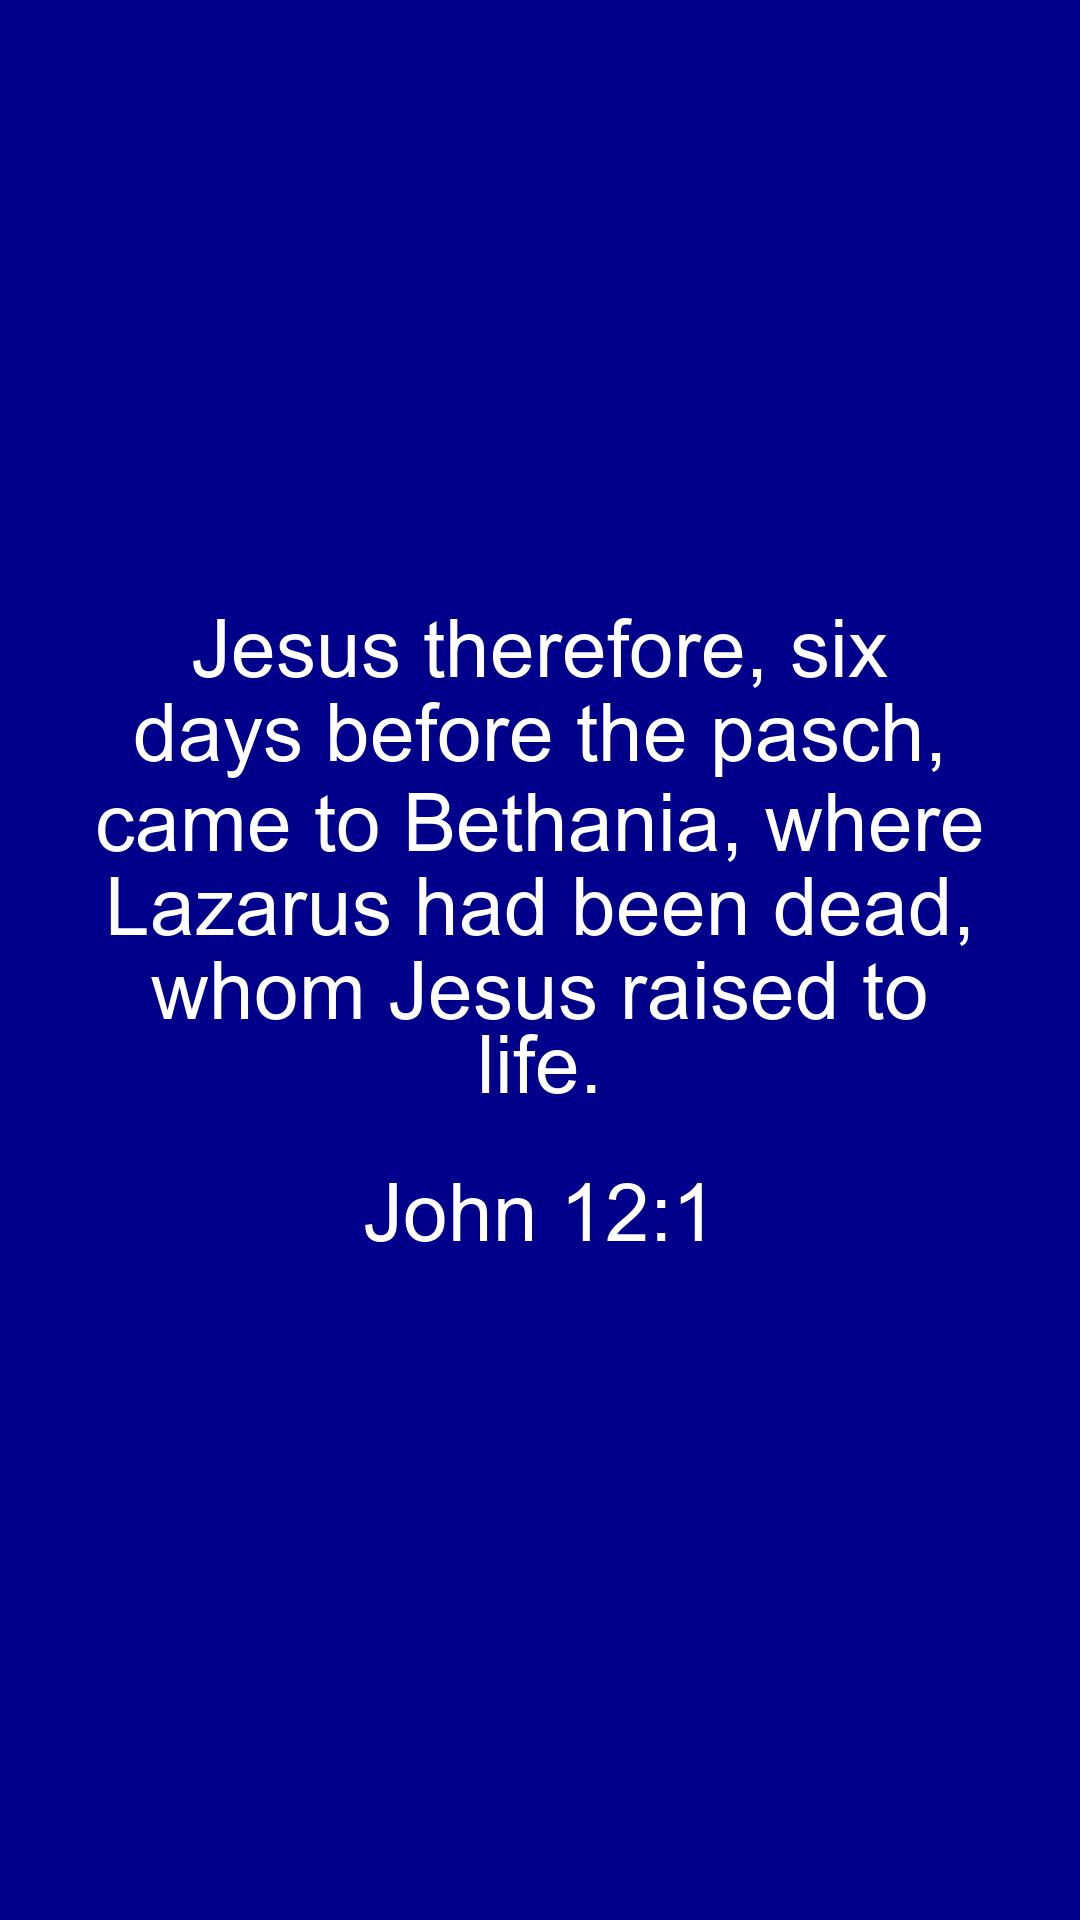 Jesus therefore, six
days before the pasch,
came to Bethania, where
Lazarus had been dead,
whom Jesus raised to
life.
John 12:1